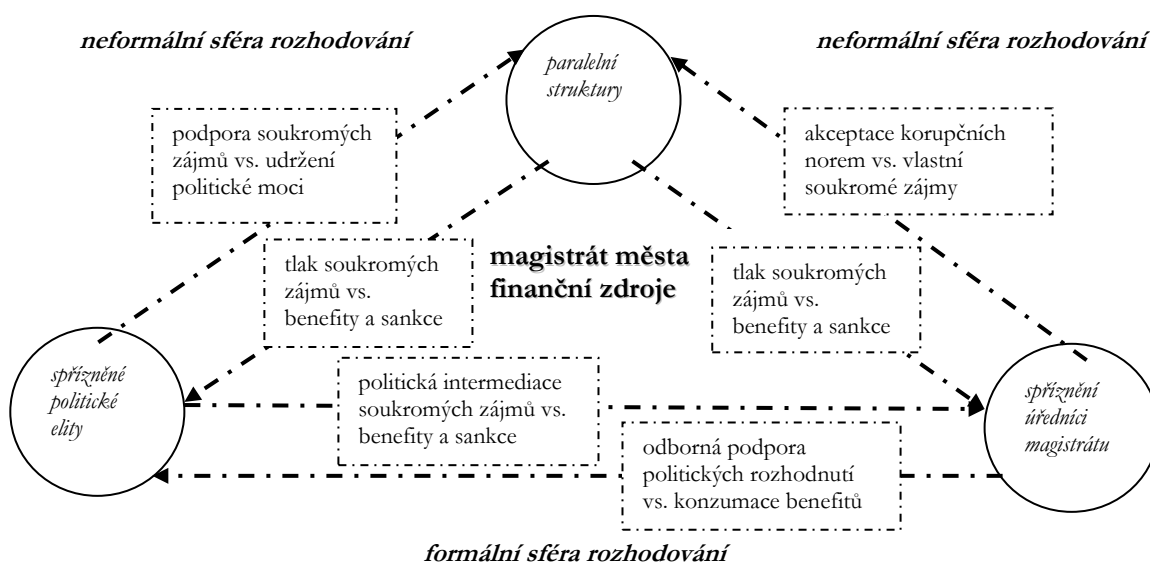 neformální sféra rozhodování
neformální sféra rozhodování
paralelní
struktury
podpora soukromých
zájmů vs. udržení
politické moci
akceptace korupčních
norem vs. vlastní
soukromé zájmy
tlak soukromých
zájmů vs.
benefity a sankce
magistrát města
finanční zdroje
tlak soukromých
zájmů vs.
benefity a sankce
spřízněné
politické
elity
politická intermediace
soukromých zájmů vs.
benefity a sankce
spříznění
úředníci
magistrátu
odborná podpora
politických rozhodnutí
vs. konzumace benefitů
formální sféra rozhodování